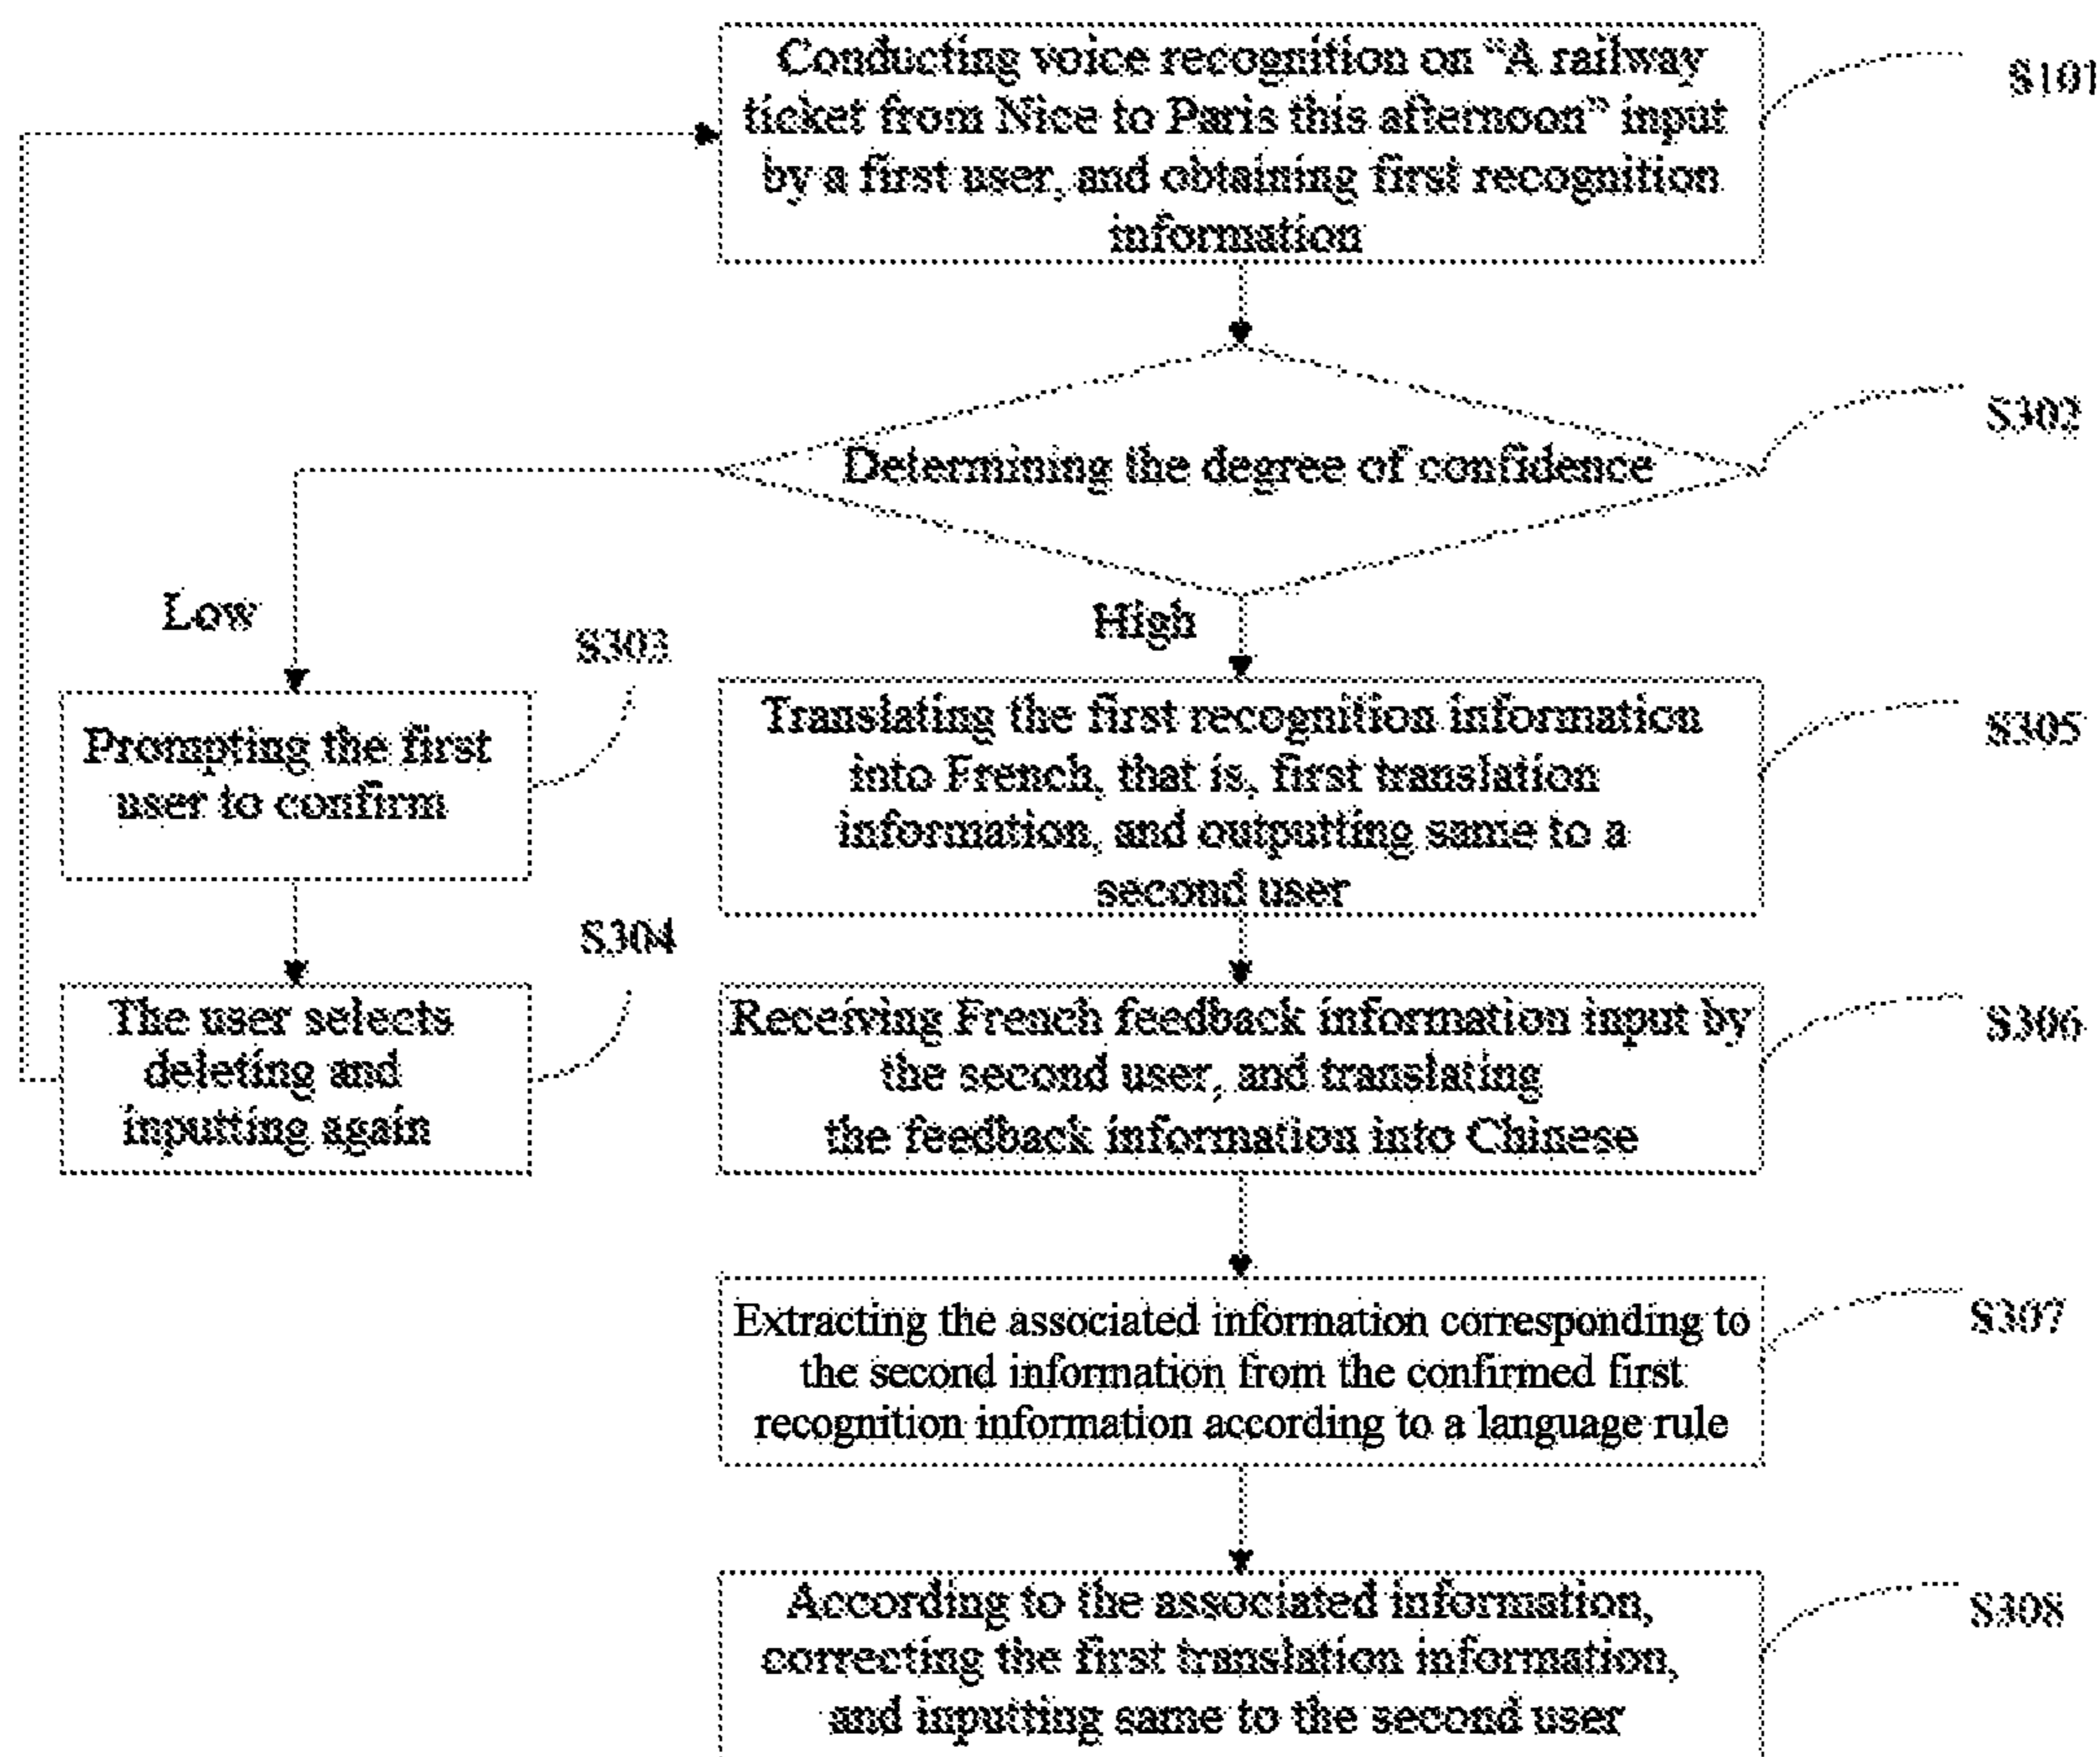 Conducting voice recognition on “A railway
ticket from Nice to Paris this afternoon” input
by a first user, and obtaining first recognition
information
S101
Determining the degree of confidence
S302
Low
High
S303
Prompting the first
user to confirm
Translating the first recognition information
into French, that is, first translation
information, and outputting same to a
second user
S305
S304
The user selects
deleting and
inputting again
Receiving French feedback information input by
the second user, and translating
the feedback information into Chinese
S306
Extracting the associated information corresponding to
the second information from the confirmed first
recognition information according to a language rule
S307
According to the associated information,
correcting the first translation information,
and inputting same to the second user
S308